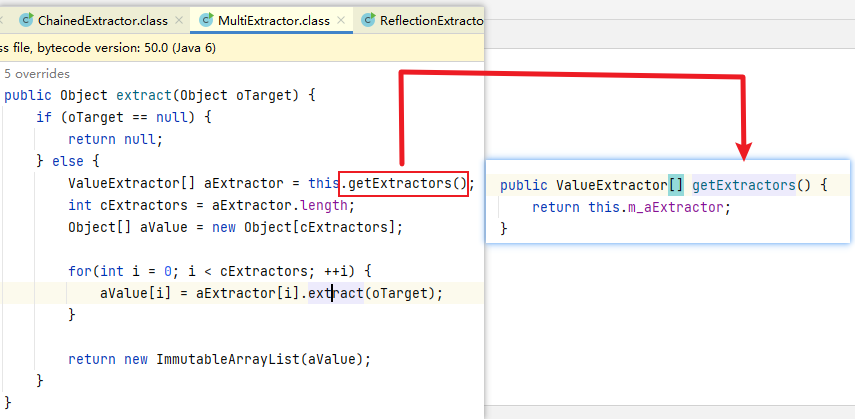 ChainedExtractor.class
MultiExtractor.class
ReflectionExtracto
ss file, bytecode version: 50.0 (Java 6)
5 overrides
public Object extract(Object oTarget) {
    if (oTarget == null) {
        return null;
    } else {
        ValueExtractor[] aExtractor = this.getExtractors();
        int cExtractors = aExtractor.length;
        Object[] aValue = new Object[cExtractors];
        for(int i = 0; i < cExtractors; ++i) {
            aValue[i] = aExtractor[i].extract(oTarget);
        }
        return new ImmutableArrayList(aValue);
    }
}
public ValueExtractor[] getExtractors() {
    return this.m_aExtractor;
}